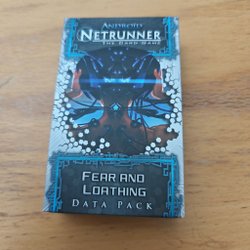 ANDROID
NETRUNNER
THE CARD GAME
FEAR AND
LOATHING
DATA PACK